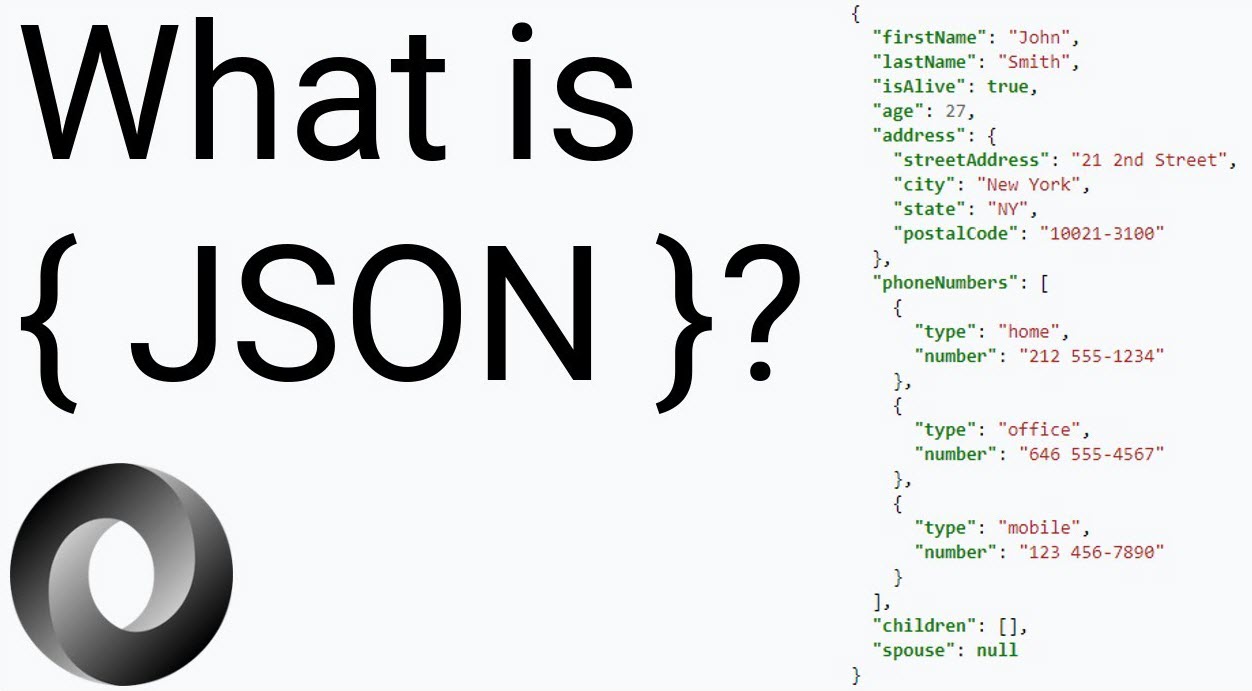 What is
{ JSON }?
{
  "firstName": "John",
  "lastName": "Smith",
  "isAlive": true,
  "age": 27,
  "address": {
    "streetAddress": "21 2nd Street",
    "city": "New York",
    "state": "NY",
    "postalCode": "10021-3100"
  },
  "phoneNumbers": [
    {
      "type": "home",
      "number": "212 555-1234"
    },
    {
      "type": "office",
      "number": "646 555-4567"
    },
    {
      "type": "mobile",
      "number": "123 456-7890"
    }
  ],
  "children": [],
  "spouse": null
}